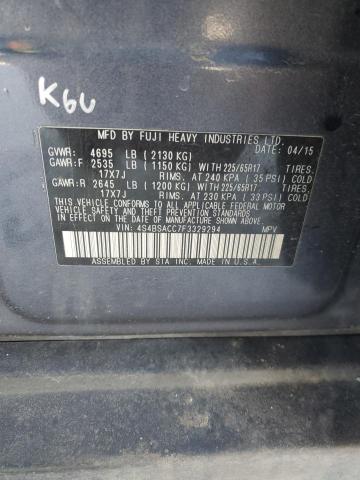 K6U
MFD BY FUJI HEAVY INDUSTRIES LTD.
DATE: 04/15
GVWR: 4695 LB (2130 KG)
GAWR:F 2535 LB (1150 KG) WITH 225/65R17 TIRES
17X7J RIMS, AT 240 KPA (35 PSI) COLD.
GAWR:R 2645 LB (1200 KG) WITH 225/65R17 TIRES
17X7J RIMS, AT 230 KPA (33 PSI) COLD.
THIS VEHICLE CONFORMS TO ALL APPLICABLE FEDERAL MOTOR
VEHICLE SAFETY AND THEFT PREVENTION STANDARDS IN
EFFECT ON THE DATE OF MANUFACTURE SHOWN ABOVE.
VIN: 4S4BSACC7F3329294 MPV
ASSEMBLED BY SIA INC. MADE IN U.S.A.